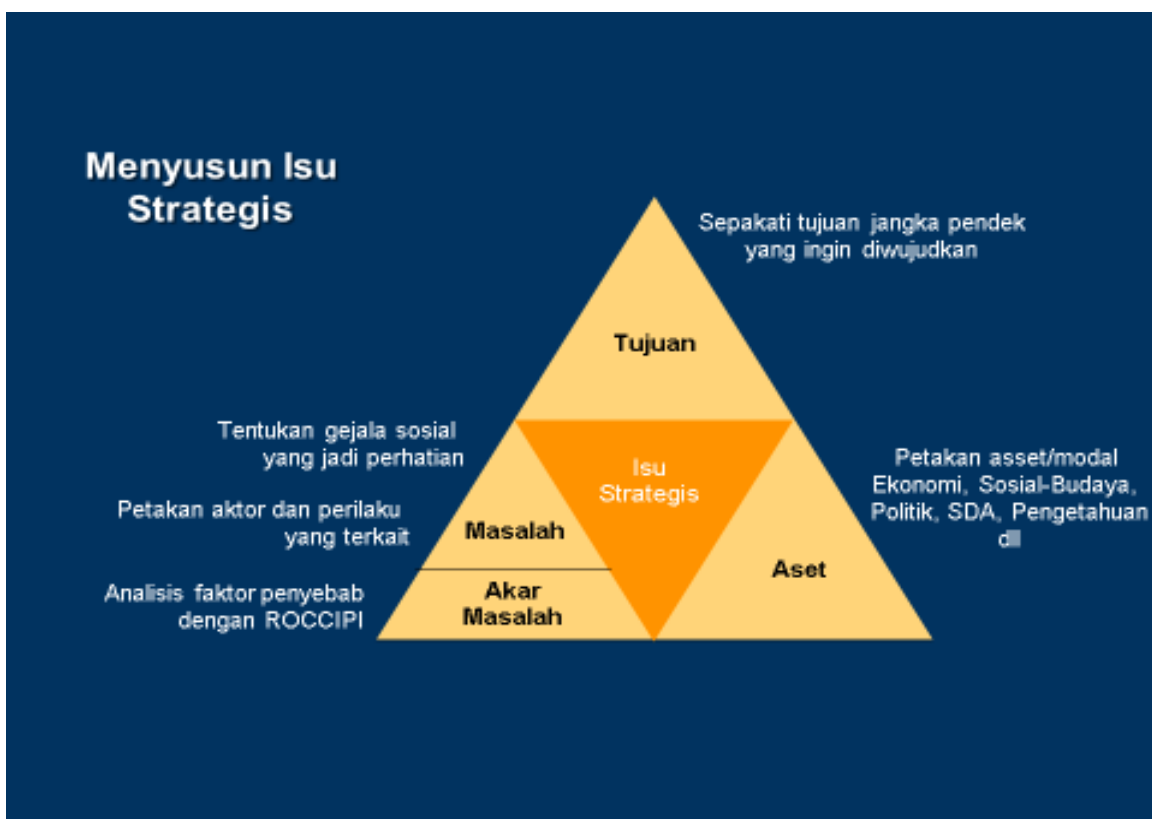 Menyusun Isu
Strategis
Sepakati tujuan jangka pendek
yang ingin diwujudkan
Tujuan
Tentukan gejala sosial
yang jadi perhatian
Petakan aktor dan perilaku
yang terkait
Analisis faktor penyebab
dengan ROCCIPI
Masalah
Akar
Masalah
Isu
Strategis
Aset
Petakan asset/modal
Ekonomi, Sosial-Budaya,
Politik, SDA, Pengetahuan
dll